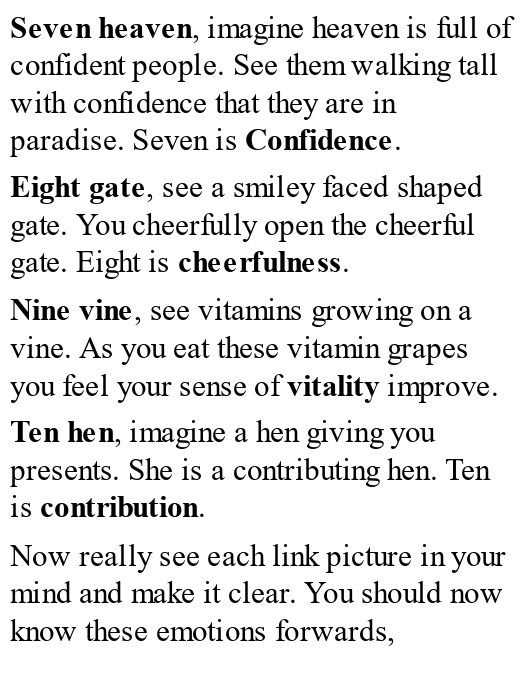 Seven heaven, imagine heaven is full of
confident people. See them walking tall
with confidence that they are in
paradise. Seven is Confidence.
Eight gate, see a smiley faced shaped
gate. You cheerfully open the cheerful
gate. Eight is cheerfulness.
Nine vine, see vitamins growing on a
vine. As you eat these vitamin grapes
you feel your sense of vitality improve.
Ten hen, imagine a hen giving you
presents. She is a contributing hen. Ten
is contribution.
Now really see each link picture in your
mind and make it clear. You should now
know these emotions forwards,